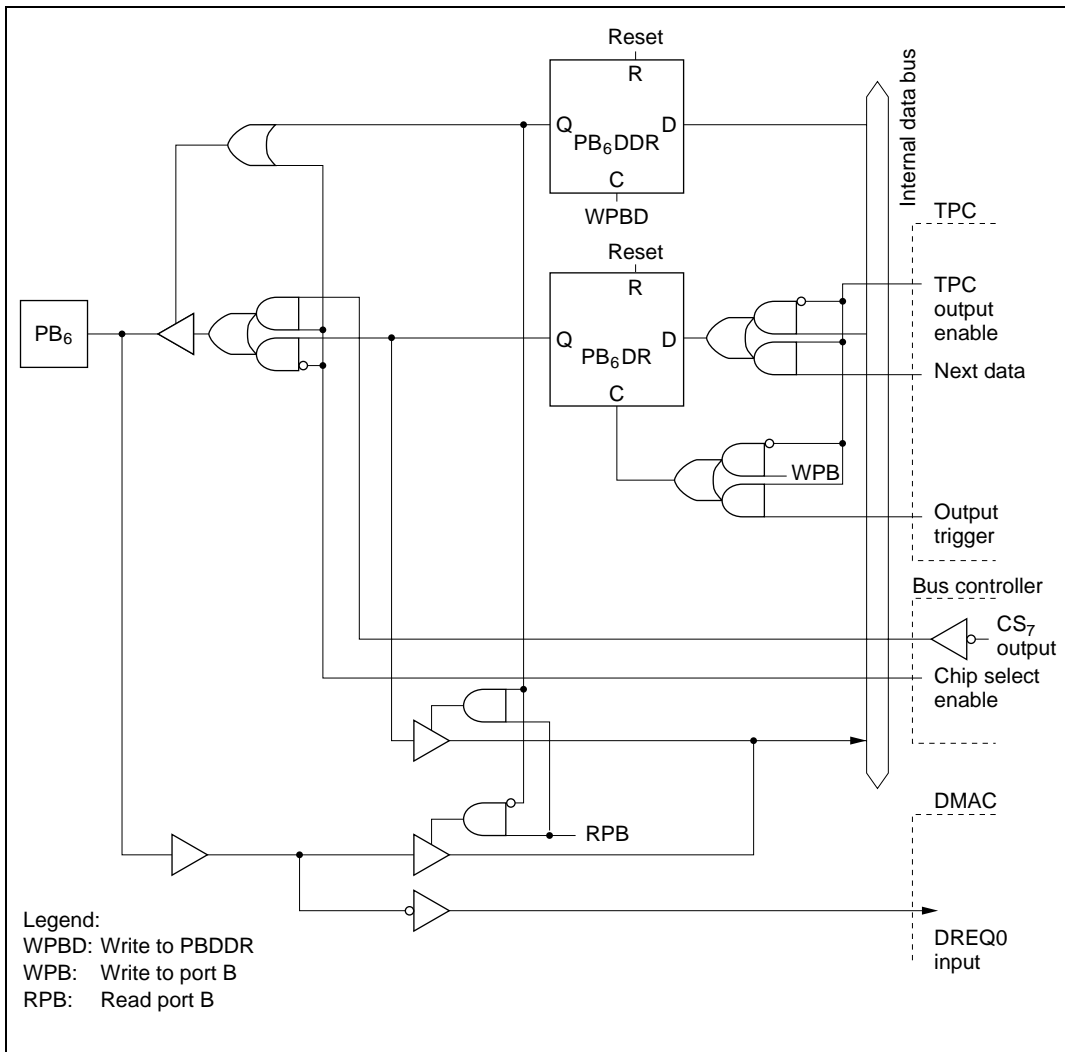 Reset
R
Q
D
PB6DDR
C
WPBD
Internal data bus
TPC
Reset
R
TPC
output
enable
PB6
Q
D
PB6DR
Next data
C
WPB
Output
trigger
Bus controller
CS7
output
Chip select
enable
DMAC
RPB
Legend:
WPBD: Write to PBDDR
WPB: Write to port B
RPB: Read port B
DREQ0
input